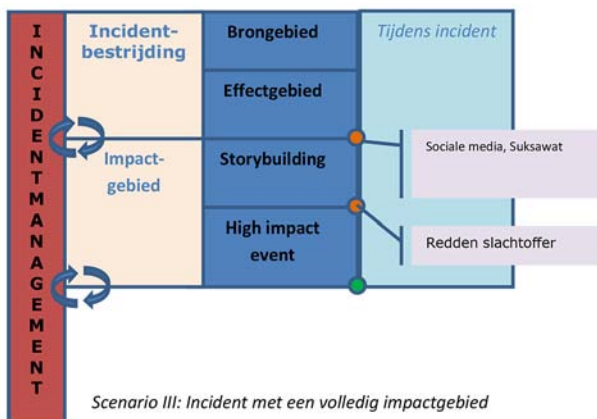 INCIDENTMANAGEMENT
Incident-
bestrijding
Impact-
gebied
Brongebied
Effectgebied
Storybuilding
High impact
event
Tijdens incident
Sociale media, Suksawat
Redden slachtoffer
Scenario III: Incident met een volledig impactgebied